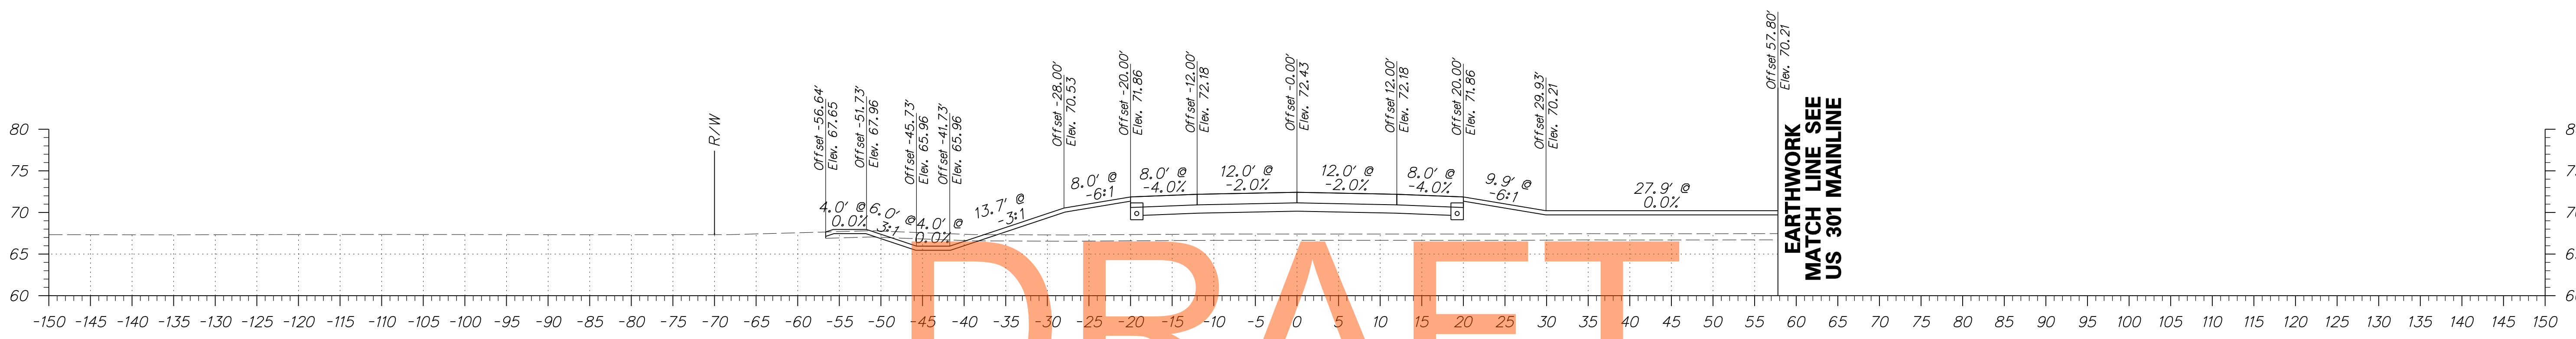 Offset 57.80'
Elev. 70.21
Offset -56.64'
Elev. 67.65
Offset -51.73'
Elev. 67.96
Offset -45.73'
Elev. 65.96
Offset -41.73'
Elev. 65.96
Offset -28.00'
Elev. 70.53
Offset -20.00'
Elev. 71.86
Offset -12.00'
Elev. 72.18
Offset -0.00'
Elev. 72.43
Offset 12.00'
Elev. 72.18
Offset 20.00'
Elev. 71.86
Offset 29.93'
Elev. 70.21
R/W
4.0' @
0.0%
6.0' @
3:1
4.0' @
0.0%
13.7' @
-3:1
8.0' @
-6:1
8.0' @
-4.0%
12.0' @
-2.0%
12.0' @
-2.0%
8.0' @
-4.0%
9.9' @
-6:1
27.9' @
0.0%
EARTHWORK
MATCH LINE SEE
US 301 MAINLINE
80
75
70
65
60
DRAFT
-150 -145 -140 -135 -130 -125 -120 -115 -110 -105 -100 -95 -90 -85 -80 -75 -70 -65 -60 -55 -50 -45 -40 -35 -30 -25 -20 -15 -10 -5 0 5 10 15 20 25 30 35 40 45 50 55 60 65 70 75 80 85 90 95 100 105 110 115 120 125 130 135 140 145 150